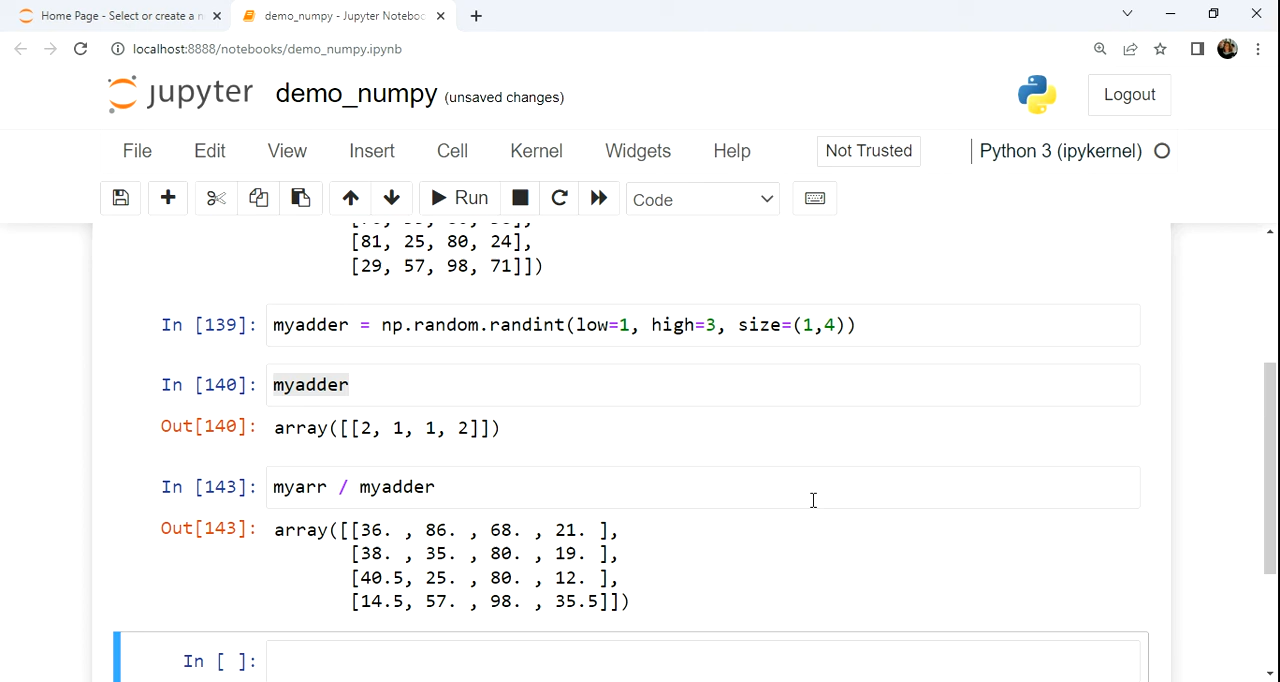 Home Page - Select or create a n
demo_numpy - Jupyter Noteboo
localhost:8888/notebooks/demo_numpy.ipynb
jupyter demo_numpy (unsaved changes)
Logout
File Edit View Insert Cell Kernel Widgets Help Not Trusted Python 3 (ipykernel)
Run Code
[81, 25, 80, 24],
[29, 57, 98, 71]])
In [139]: myadder = np.random.randint(low=1, high=3, size=(1,4))
In [140]: myadder
Out[140]: array([[2, 1, 1, 2]])
In [143]: myarr / myadder
Out[143]: array([[36. , 86. , 68. , 21. ],
[38. , 35. , 80. , 19. ],
[40.5, 25. , 80. , 12. ],
[14.5, 57. , 98. , 35.5]])
In [ ]: